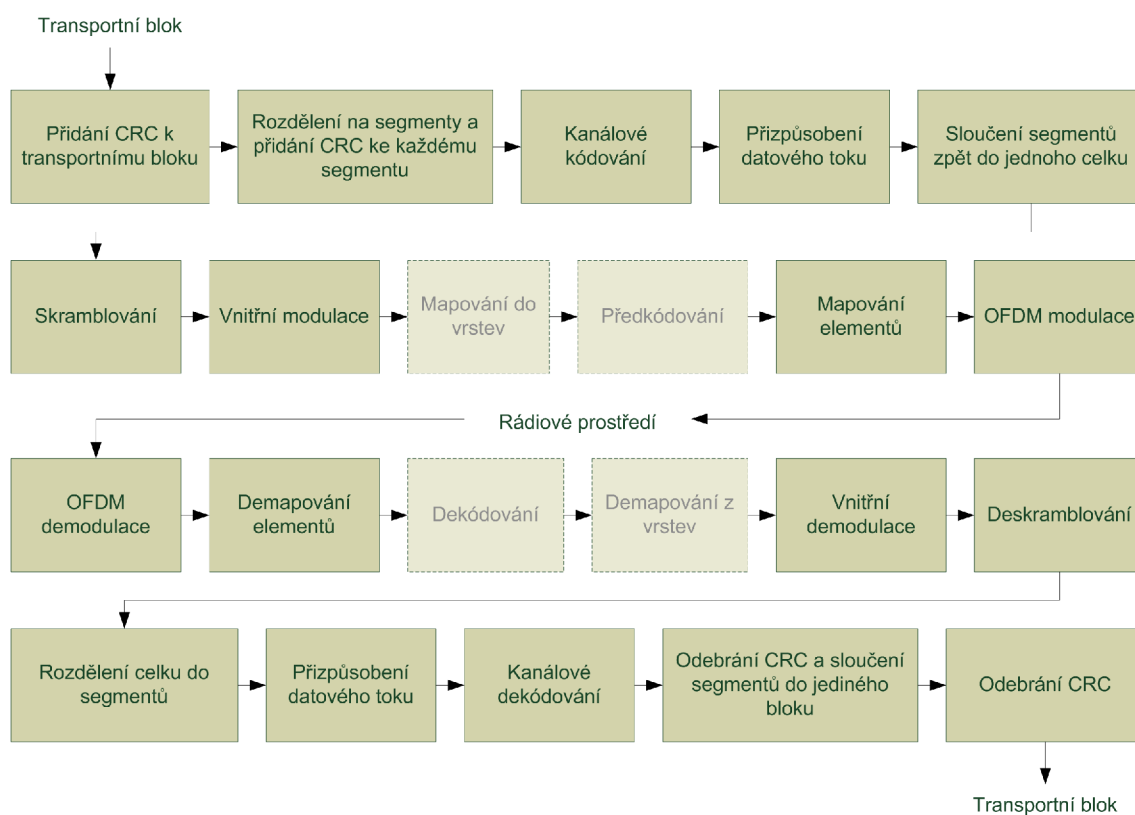 Transportní blok
Přidání CRC k
transportnímu bloku
Rozdělení na segmenty a
přidání CRC ke každému
segmentu
Kanálové
kódování
Přizpůsobení
datového toku
Sloučení segmentů
zpět do jednoho celku
Skramblování
Vnitřní modulace
Mapování do
vrstev
Předkódování
Mapování
elementů
OFDM modulace
Rádiové prostředí
OFDM
demodulace
Demapování
elementů
Dekódování
Demapování z
vrstev
Vnitřní
demodulace
Deskramblování
Rozdělení celku do
segmentů
Přizpůsobení
datového toku
Kanálové
dekódování
Odebrání CRC a sloučení
segmentů do jediného
bloku
Odebrání CRC
Transportní blok